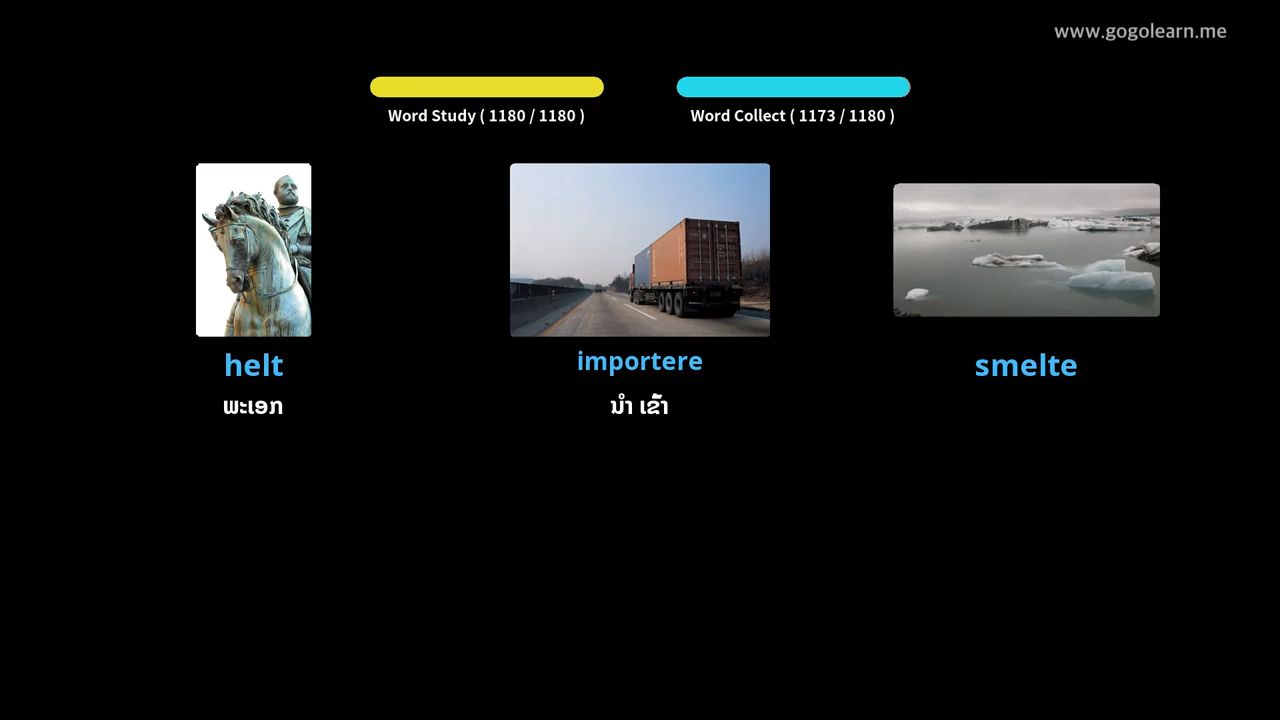 www.gogolearn.me
Word Study ( 1180 / 1180 )
Word Collect ( 1173 / 1180 )
helt
importere
smelte
ພະເອກ
ນຳ ເຂົ້າ